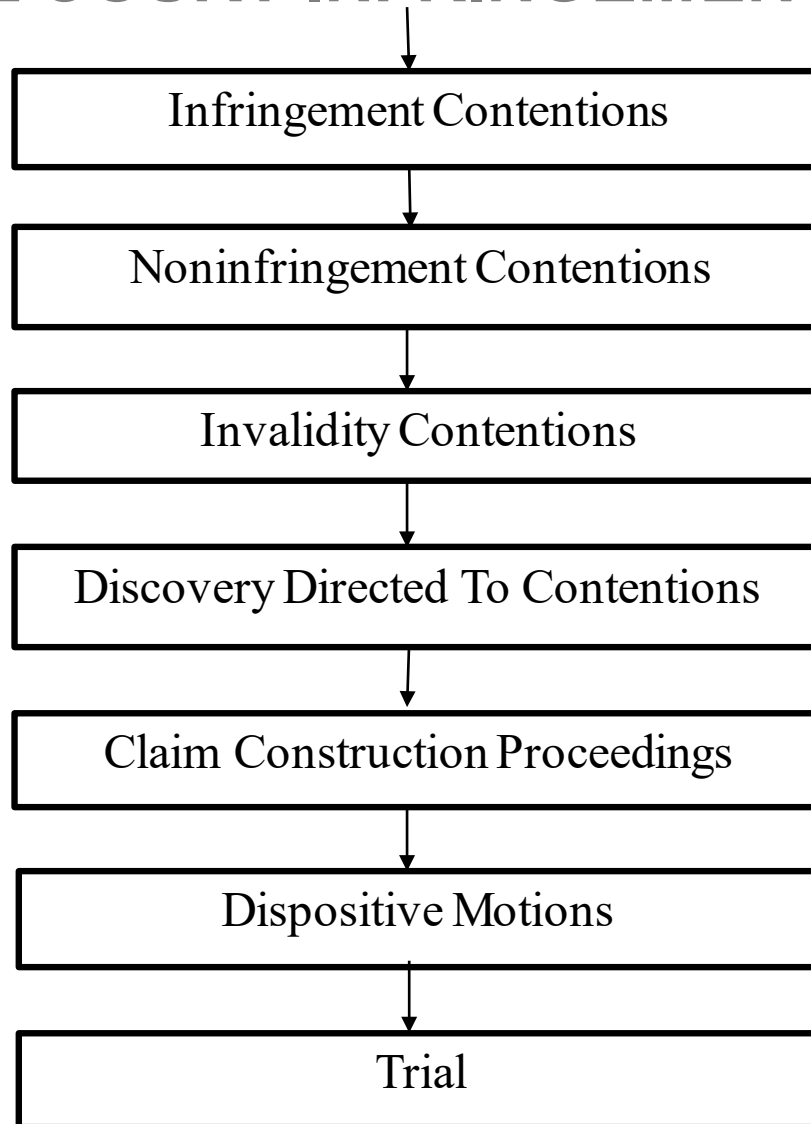 Infringement Contentions
Noninfringement Contentions
Invalidity Contentions
Discovery Directed To Contentions
Claim Construction Proceedings
Dispositive Motions
Trial